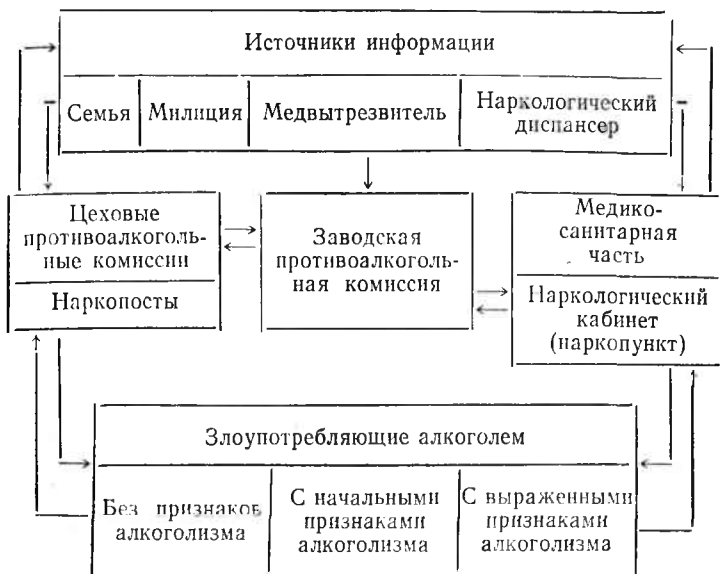 Источники информации
Семья
Милиция
Медвытрезвитель
Наркологический
диспансер
Цеховые
противоалкоголь-
ные комиссии
Наркопосты
Заводская
противоалкоголь-
ная комиссия
Медико-
санитарная
часть
Наркологический
кабинет
(наркопункт)
Злоупотребляющие алкоголем
Без признаков
алкоголизма
С начальными
признаками
алкоголизма
С выраженными
признаками
алкоголизма